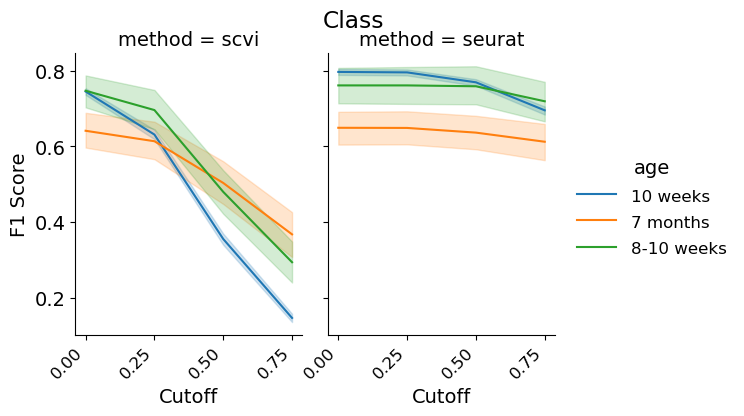 Class
method = scvi
method = seurat
F1 Score
0.8
0.6
0.4
0.2
0.00
0.25
0.50
0.75
Cutoff
0.00
0.25
0.50
0.75
Cutoff
age
10 weeks
7 months
8-10 weeks